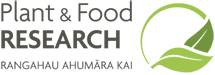 Plant & Food
RESEARCH
RANGAHAU AHUMĀRA KAI